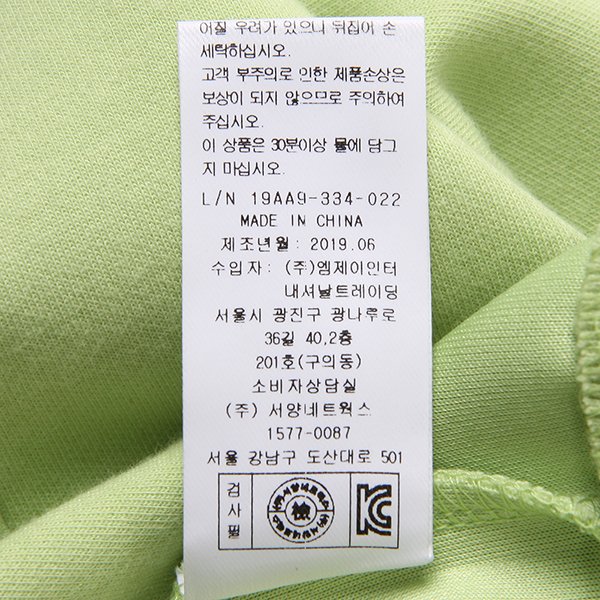 어질 우려가 있으니 뒤집어 손
세탁하십시오.
고객 부주의로 인한 제품손상은
보상이 되지 않으므로 주의하여
주십시오.
이 상품은 30분이상 물에 담그
지 마십시오.
L/N 19AA9-334-022
MADE IN CHINA
제조년월 : 2019.06
수입자 : (주)엠제이인터
내셔날트레이딩
서울시 광진구 광나루로
36길 40,2층
201호(구의동)
소비자상담실
(주) 서양네트웍스
1577-0087
서울 강남구 도산대로 501
검사필
KC